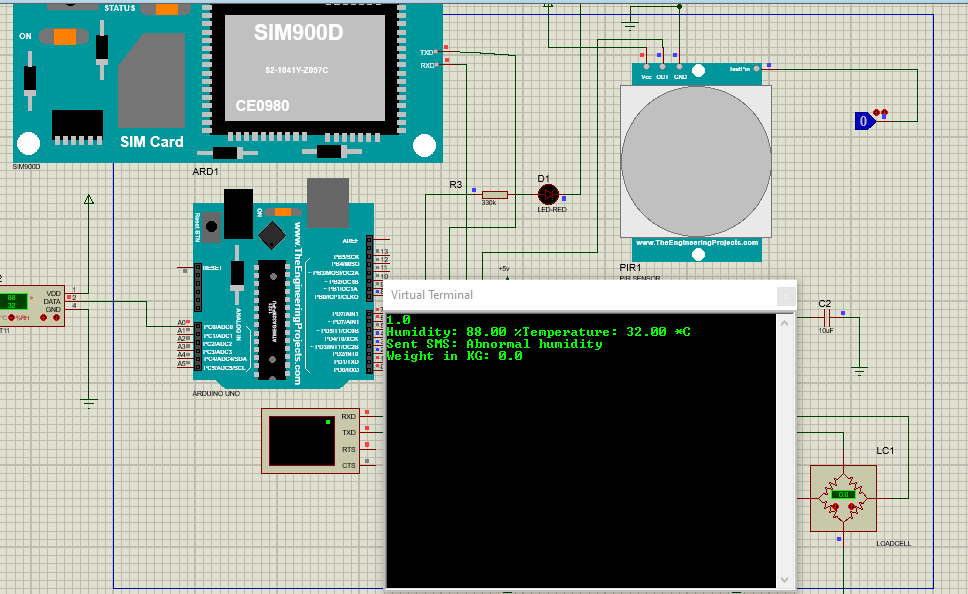 STATUS
ON
SIM900D
S2-1041Y-Z097C
CE0980
SIM Card
TXD
RXD
SIM900D
Vcc OUT GND
TestPin
0
www.TheEngineeringProjects.com
PIR1
PIR SENSOR
R3
330k
D1
LED-RED
ARD1
Reset BTN
ON
www.TheEngineeringProjects.com
RESET
AREF
13
PB5/SCK
12
PB4/MISO
11
~PB3/MOSI/OC2A
10
~PB2/OC1B
~PB1/OC1A
PB0/ICP1/CLKO
ANALOG IN
A0
PC0/ADC0
A1
PC1/ADC1
A2
PC2/ADC2
A3
PC3/ADC3
A4
PC4/ADC4/SDA
A5
PC5/ADC5/SCL
PD7/AIN1
~PD6/AIN0
PD4/T0/XCK
PD2/INT0
PD1/TXD
PD0/RXD
ARDUINO UNO
88
32
°C
%RH
VDD
1
DATA
2
GND
4
RXD
TXD
RTS
CTS
+5v
Virtual Terminal
1.0
Humidity: 88.00 %Temperature: 32.00 *C
Sent SMS: Abnormal humidity
Weight in KG: 0.0
C2
10uF
LC1
0.0
LOADCELL